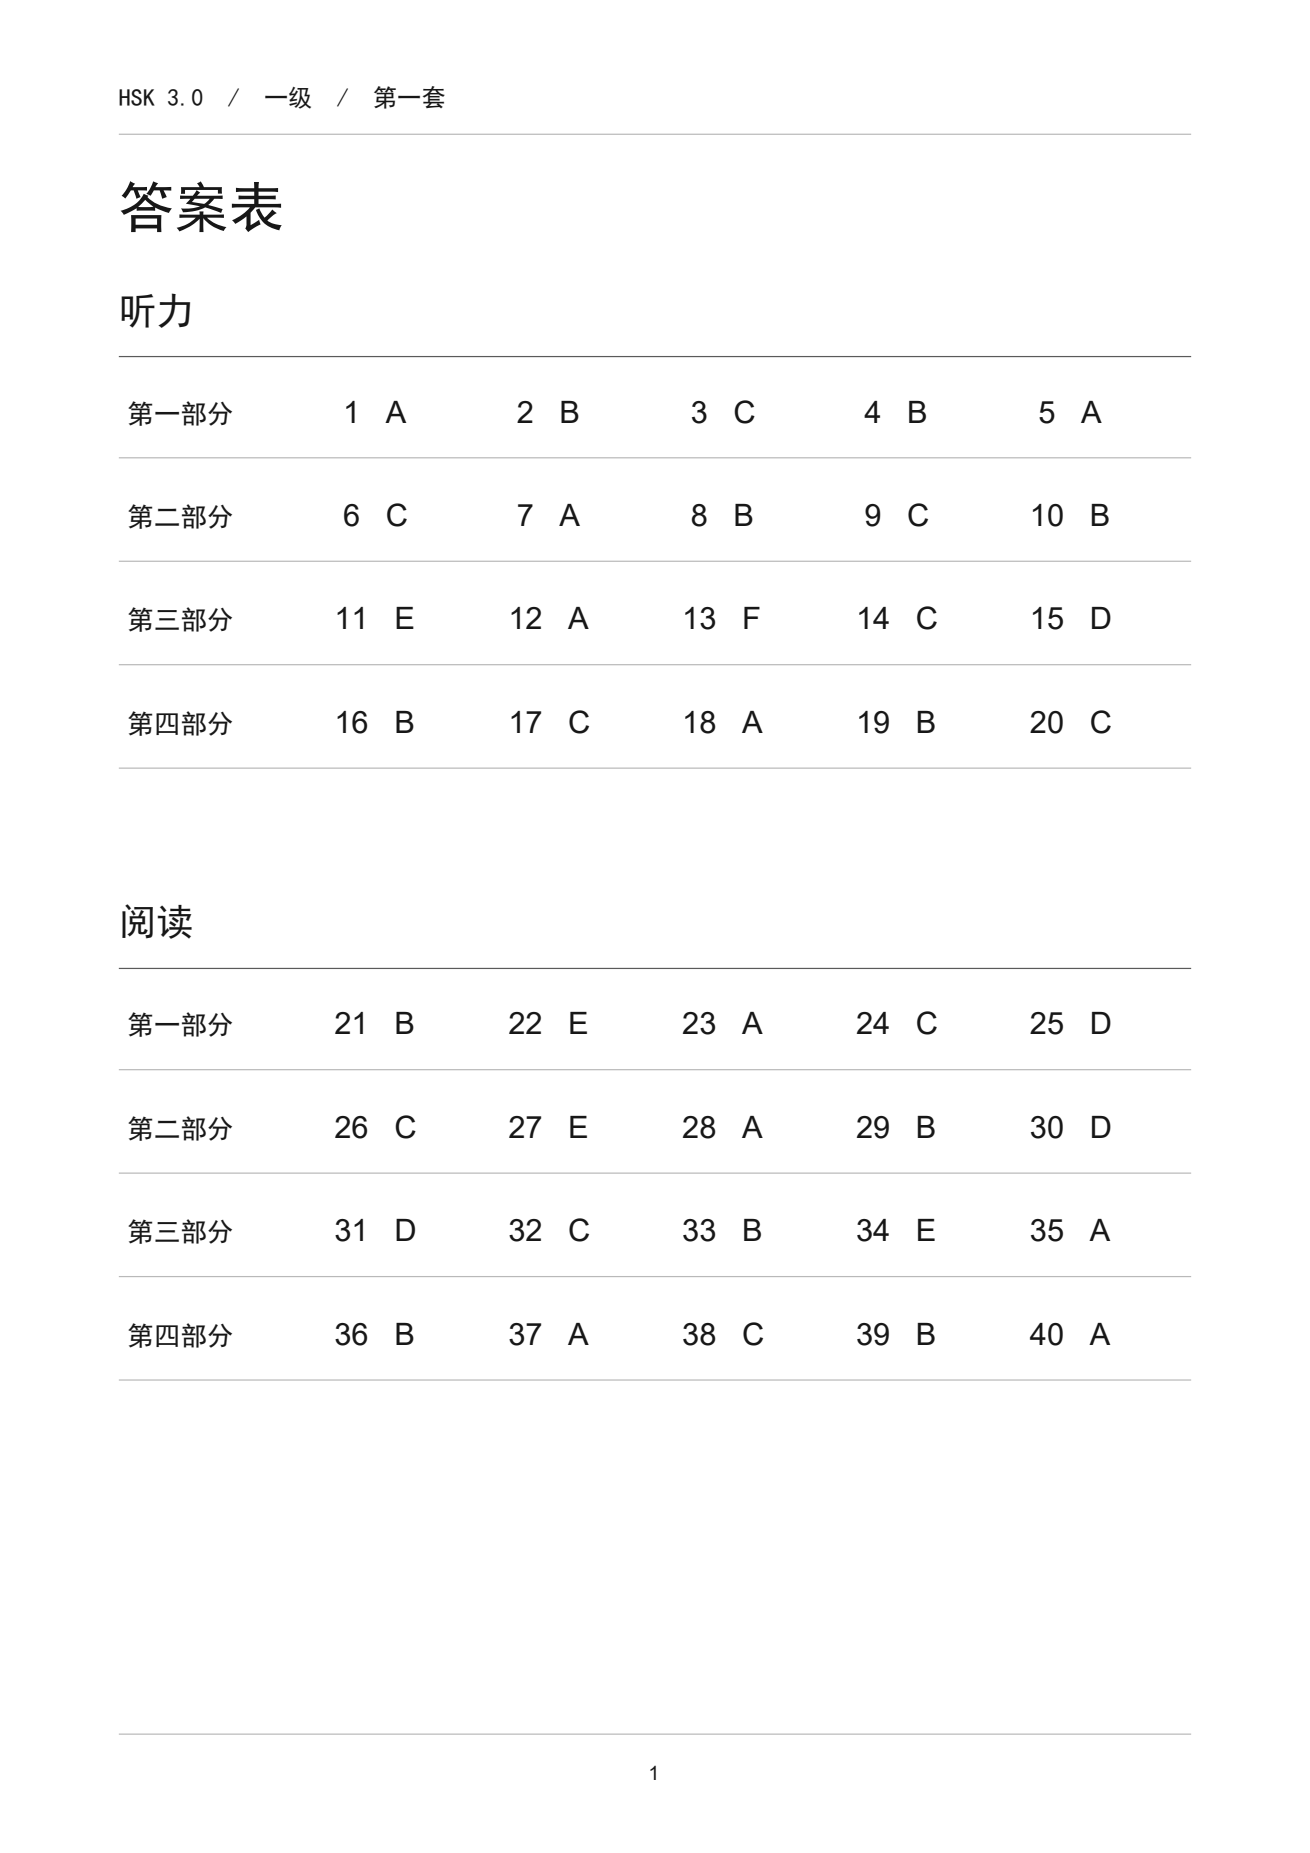 HSK 3.0 / 一级 / 第一套
答案表
听力
第一部分 1 A 2 B 3 C 4 B 5 A
第二部分 6 C 7 A 8 B 9 C 10 B
第三部分 11 E 12 A 13 F 14 C 15 D
第四部分 16 B 17 C 18 A 19 B 20 C
阅读
第一部分 21 B 22 E 23 A 24 C 25 D
第二部分 26 C 27 E 28 A 29 B 30 D
第三部分 31 D 32 C 33 B 34 E 35 A
第四部分 36 B 37 A 38 C 39 B 40 A
1